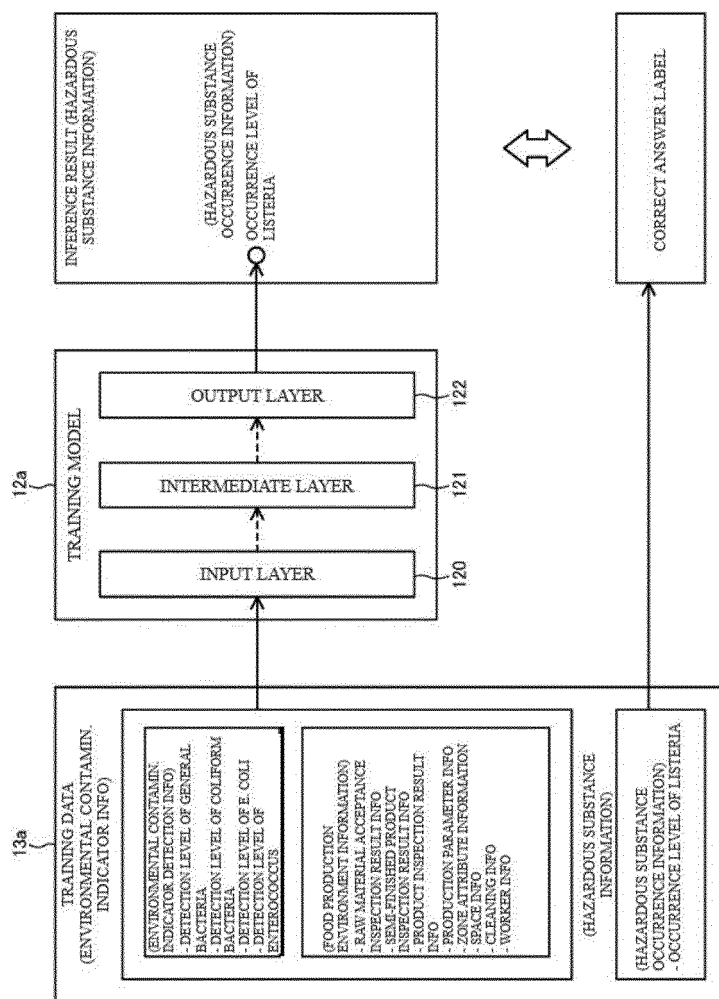 13a
TRAINING DATA
(ENVIRONMENTAL CONTAMIN.
INDICATOR INFO)
(ENVIRONMENTAL CONTAMIN.
INDICATOR DETECTION INFO)
- DETECTION LEVEL OF GENERAL
BACTERIA
- DETECTION LEVEL OF COLIFORM
BACTERIA
- DETECTION LEVEL OF E. COLI
- DETECTION LEVEL OF
ENTEROCOCCUS
(FOOD PRODUCTION
ENVIRONMENT INFORMATION)
- RAW MATERIAL ACCEPTANCE
INSPECTION RESULT INFO
- SEMI-FINISHED PRODUCT
INSPECTION RESULT INFO
- PRODUCT INSPECTION RESULT
INFO
- PRODUCTION PARAMETER INFO
- ZONE ATTRIBUTE INFORMATION
- SPACE INFO
- CLEANING INFO
- WORKER INFO
(HAZARDOUS SUBSTANCE
INFORMATION)
(HAZARDOUS SUBSTANCE
OCCURRENCE INFORMATION)
- OCCURRENCE LEVEL OF LISTERIA
12a
TRAINING MODEL
INPUT LAYER
120
INTERMEDIATE LAYER
121
OUTPUT LAYER
122
INFERENCE RESULT (HAZARDOUS
SUBSTANCE INFORMATION)
(HAZARDOUS SUBSTANCE
OCCURRENCE INFORMATION)
OCCURRENCE LEVEL OF
LISTERIA
CORRECT ANSWER LABEL